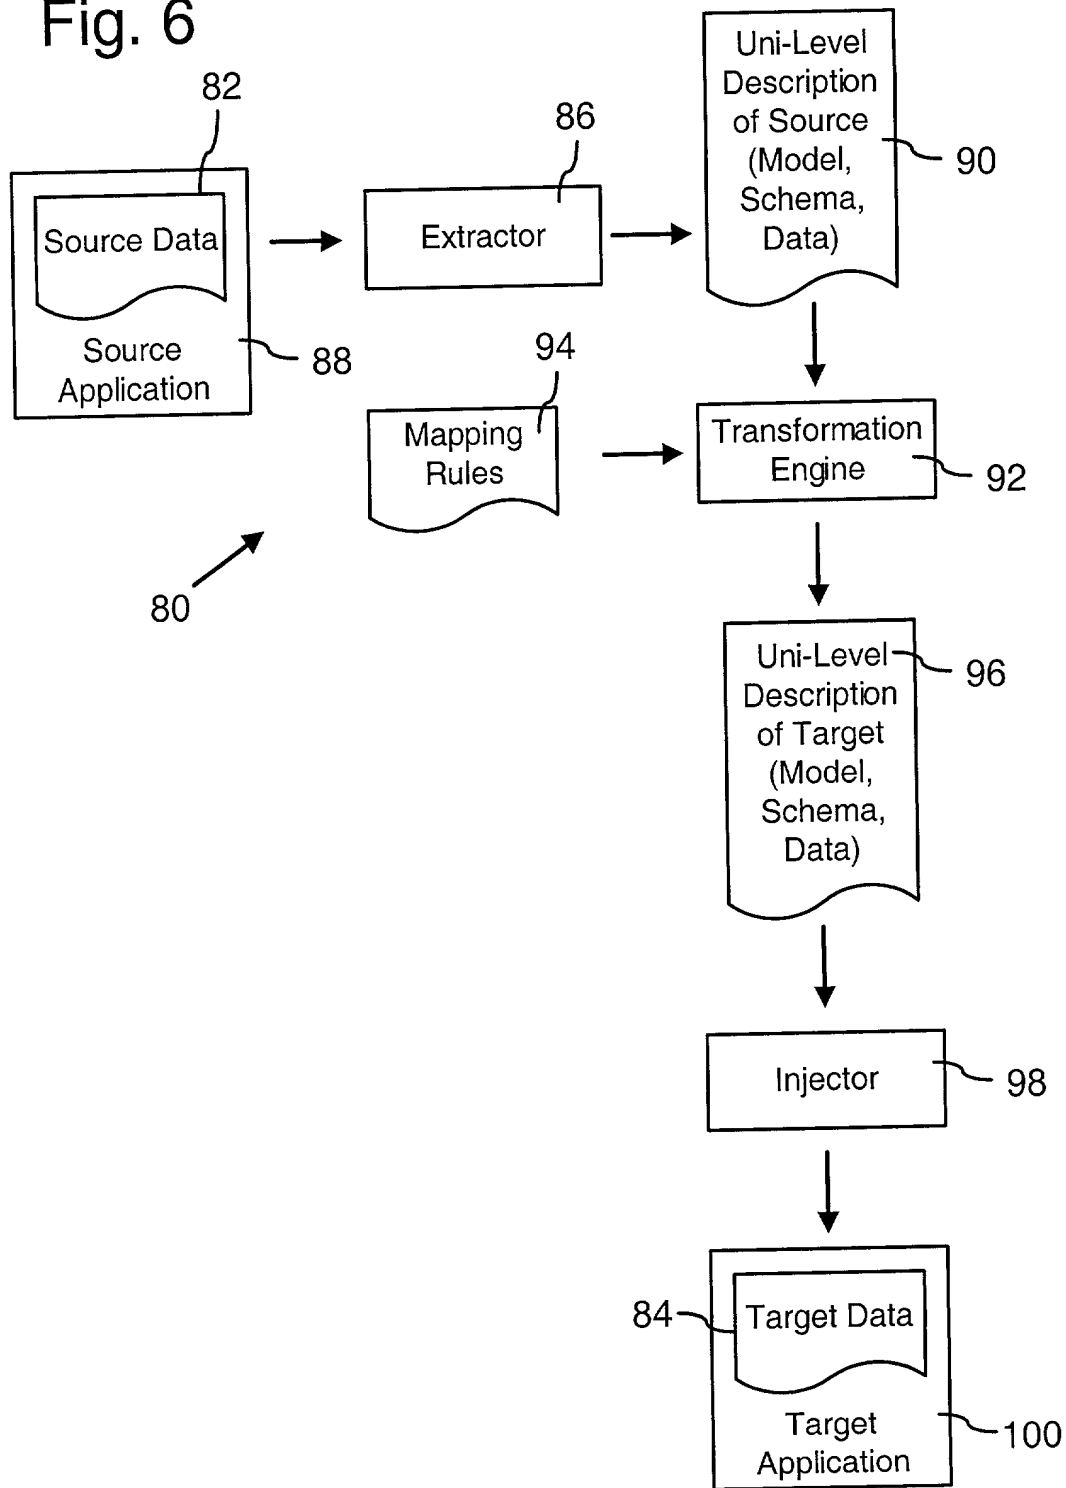 Fig. 6
82
Source Data
Source
Application
88
86
Extractor
Uni-Level
Description
of Source
(Model,
Schema,
Data)
90
94
Mapping
Rules
Transformation
Engine
92
80
Uni-Level
Description
of Target
(Model,
Schema,
Data)
96
Injector
98
84
Target Data
Target
Application
100